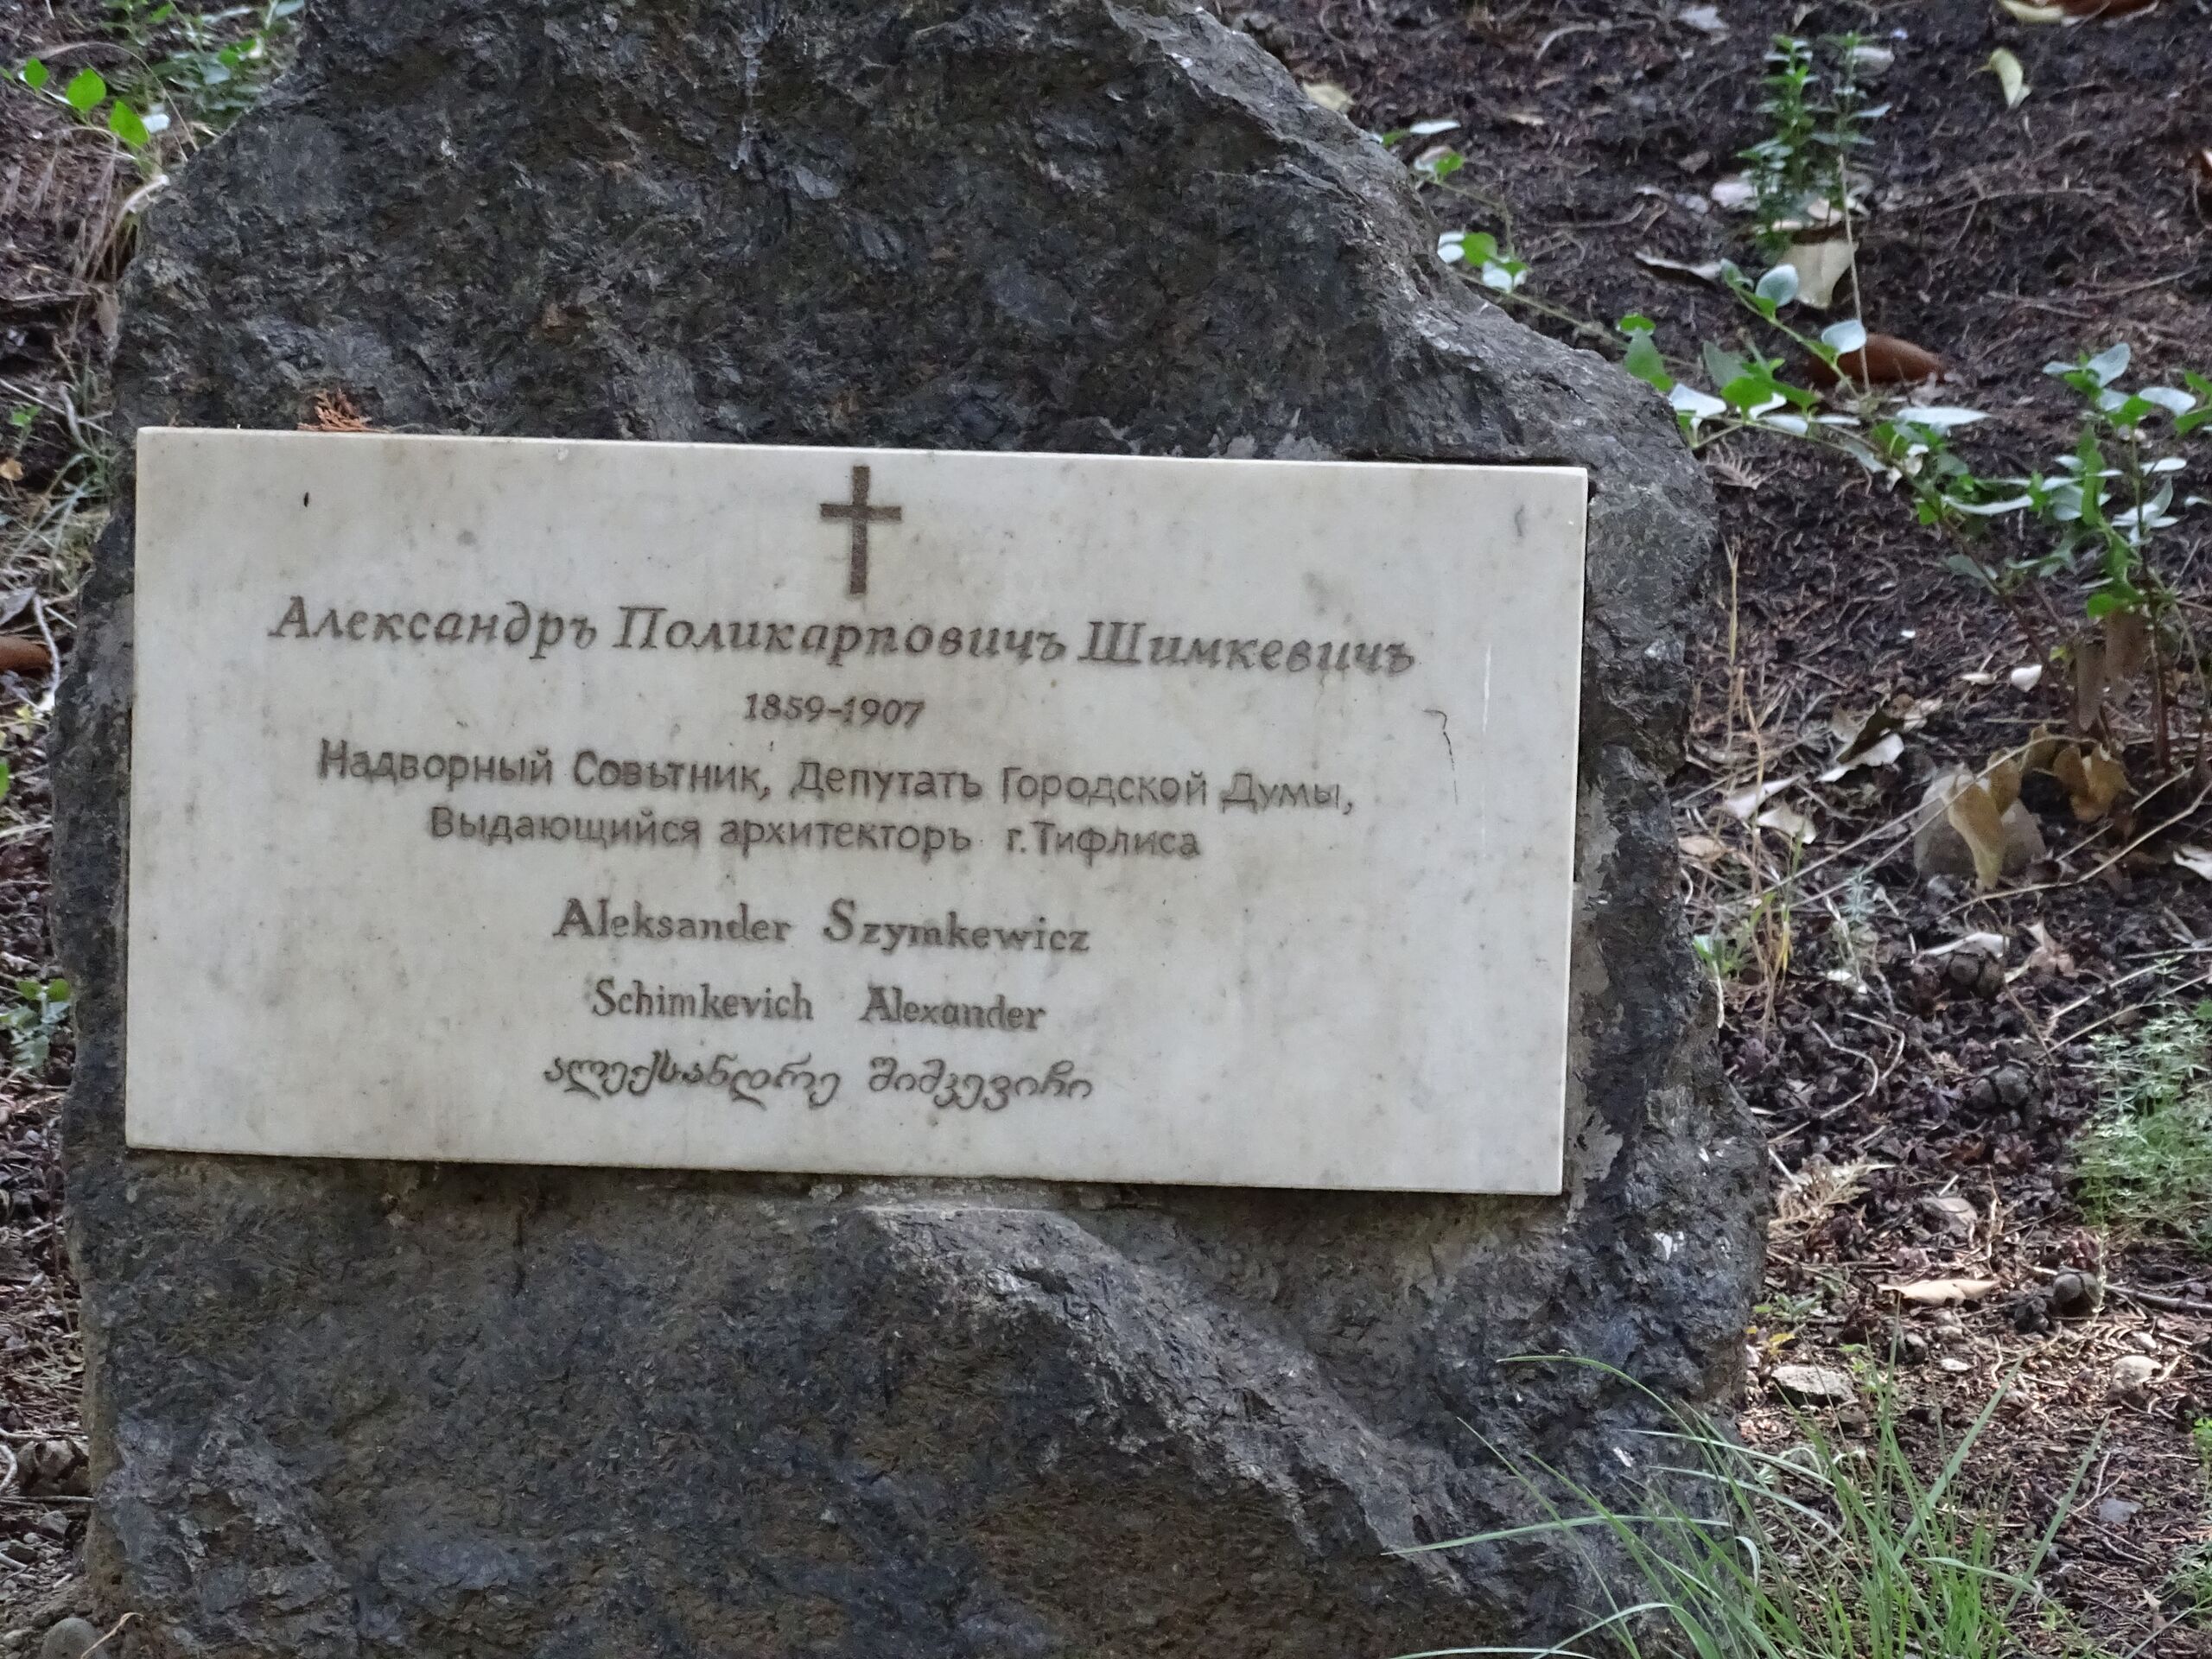 Александръ Поликарповичъ Шимкевичъ
1859-1907
Надворный Совѣтник, Депутатъ Городской Думы,
Выдающийся архитекторъ г.Тифлиса
Aleksander Szymkewicz
Schimkevich Alexander
ალექსანდრე შიმკევიჩი